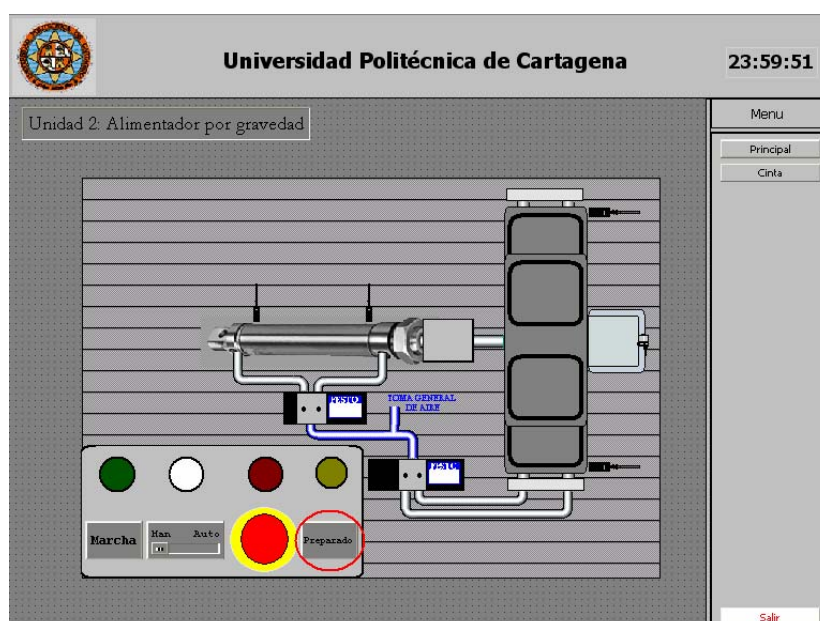 Universidad Politécnica de Cartagena
23:59:51
Unidad 2: Alimentador por gravedad
Menu
Principal
Cinta
FESTO
TOMA GENERAL
DE AIRE
FESTO
Marcha
Man Auto
Preparado
Salir